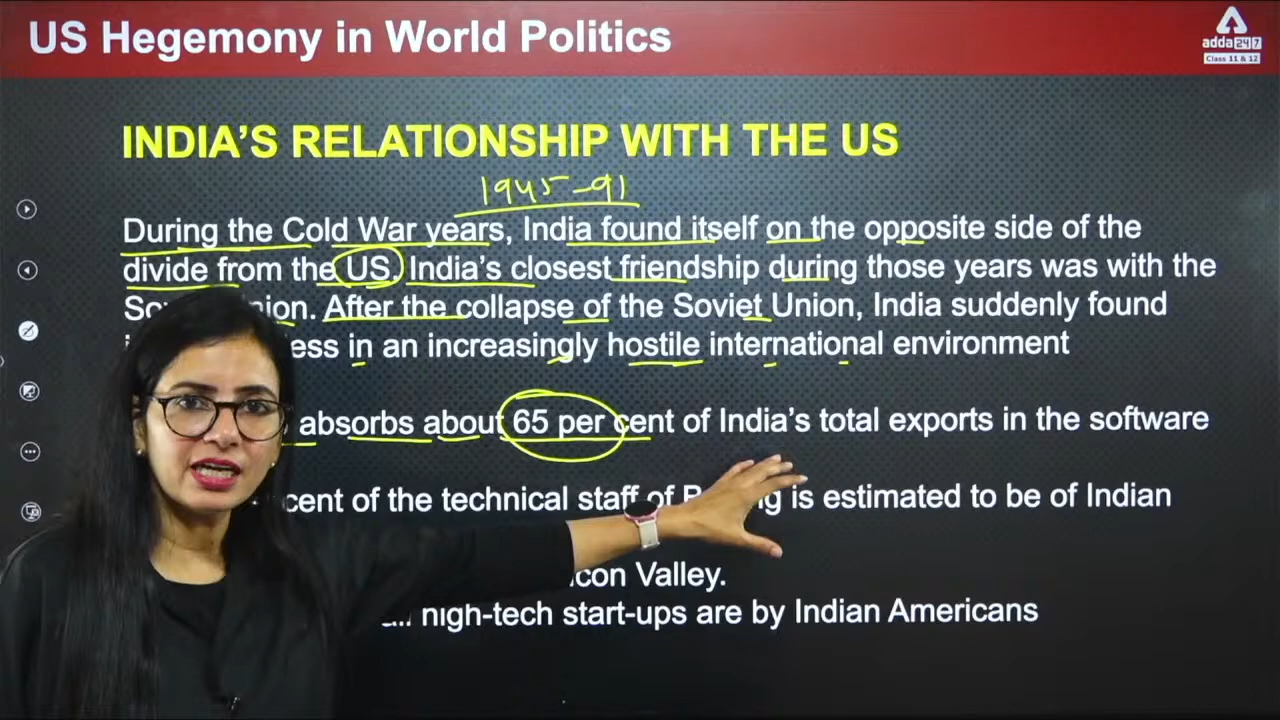 US Hegemony in World Politics
adda 24 7
Class 11 & 12
INDIA'S RELATIONSHIP WITH THE US
1945-91
During the Cold War years, India found itself on the opposite side of the
divide from the US. India's closest friendship during those years was with the
Union. After the collapse of the Soviet Union, India suddenly found
in an increasingly hostile international environment
absorbs about 65 per cent of India's total exports in the software
cent of the technical staff of is estimated to be of Indian
Valley.
high-tech start-ups are by Indian Americans